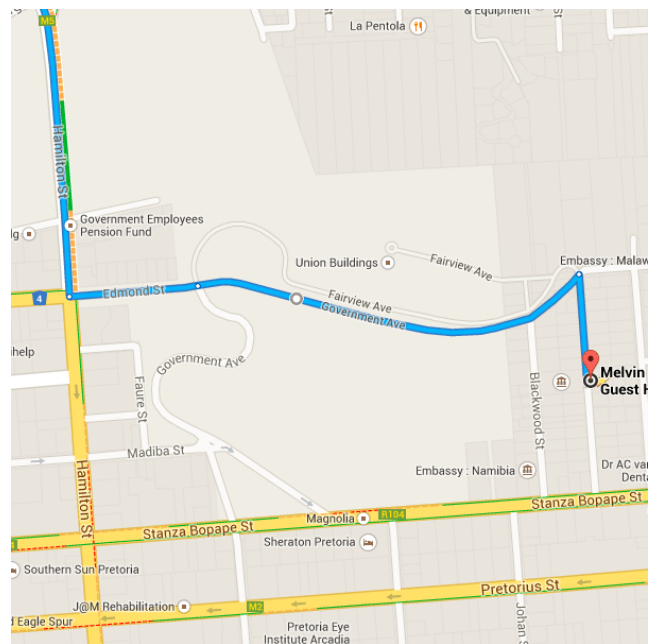 La Pentola
& Equipment
St
M5
Hamilton St
Government Employees
Pension Fund
Union Buildings
Fairview Ave
Embassy : Malaw
4
Edmond St
Fairview Ave
Government Ave
Government Ave
ihelp
Faure St
Madiba St
Blackwood St
Melvin
Guest H
Embassy : Namibia
Dr AC van
Denta
Hamilton St
Stanza Bopape St
Magnolia
R104
Stanza Bopape St
Sheraton Pretoria
Southern Sun Pretoria
Pretorius St
J@M Rehabilitation
M2
d Eagle Spur
Pretoria Eye
Institute Arcadia
Johan S